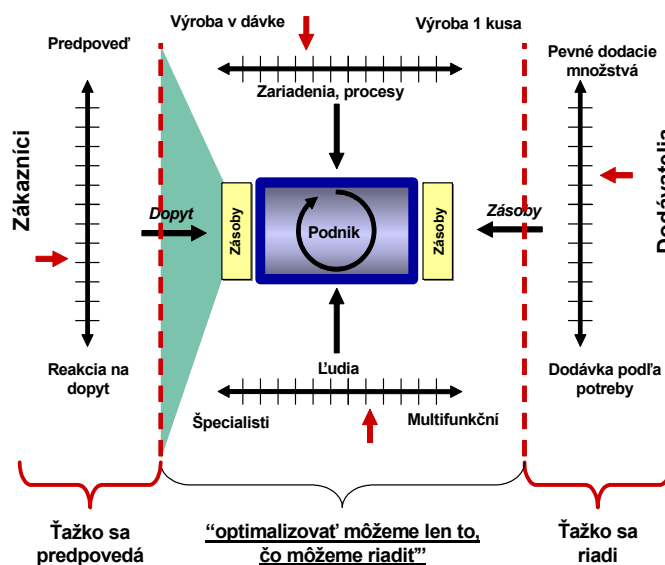 Výroba v dávke
Výroba 1 kusa
Predpoveď
Pevné dodacie
množstvá
Zariadenia, procesy
Zákazníci
Dodávatelia
Dopyt
Zásoby
Podnik
Zásoby
Zásoby
Reakcia na
dopyt
Ľudia
Dodávka podľa
potreby
Špecialisti
Multifunkční
Ťažko sa
predpovedá
“optimalizovať môžeme len to,
čo môžeme riadiť”
Ťažko sa
riadi